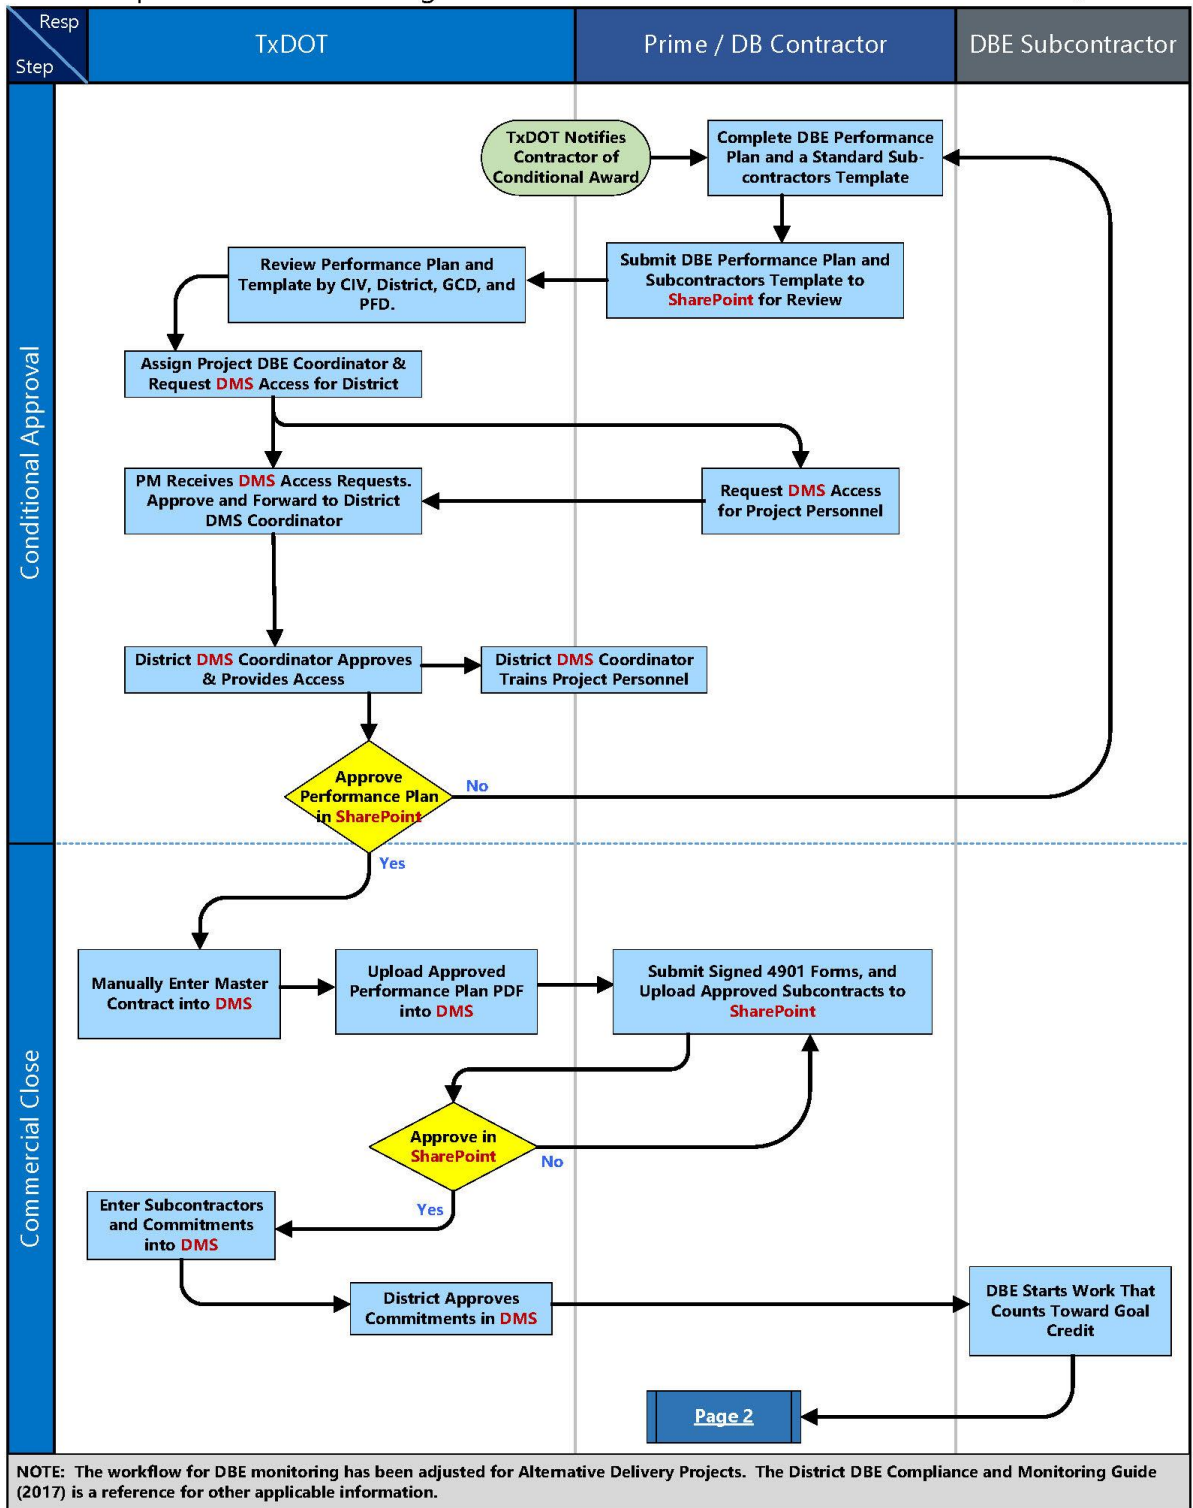 Resp
Step
TxDOT
Prime / DB Contractor
DBE Subcontractor
Conditional Approval
TxDOT Notifies
Contractor of
Conditional Award
Complete DBE Performance
Plan and a Standard Sub-
contractors Template
Submit DBE Performance Plan and
Subcontractors Template to
SharePoint for Review
Review Performance Plan and
Template by CIV, District, GCD, and
PFD.
Assign Project DBE Coordinator &
Request DMS Access for District
PM Receives DMS Access Requests.
Approve and Forward to District
DMS Coordinator
Request DMS Access
for Project Personnel
District DMS Coordinator Approves
& Provides Access
District DMS Coordinator
Trains Project Personnel
Approve
Performance Plan
in SharePoint
No
Yes
Commercial Close
Manually Enter Master
Contract into DMS
Upload Approved
Performance Plan PDF
into DMS
Submit Signed 4901 Forms, and
Upload Approved Subcontracts to
SharePoint
Approve in
SharePoint
No
Yes
Enter Subcontractors
and Commitments
into DMS
District Approves
Commitments in DMS
DBE Starts Work That
Counts Toward Goal
Credit
Page 2
NOTE:  The workflow for DBE monitoring has been adjusted for Alternative Delivery Projects.  The District DBE Compliance and Monitoring Guide
(2017) is a reference for other applicable information.